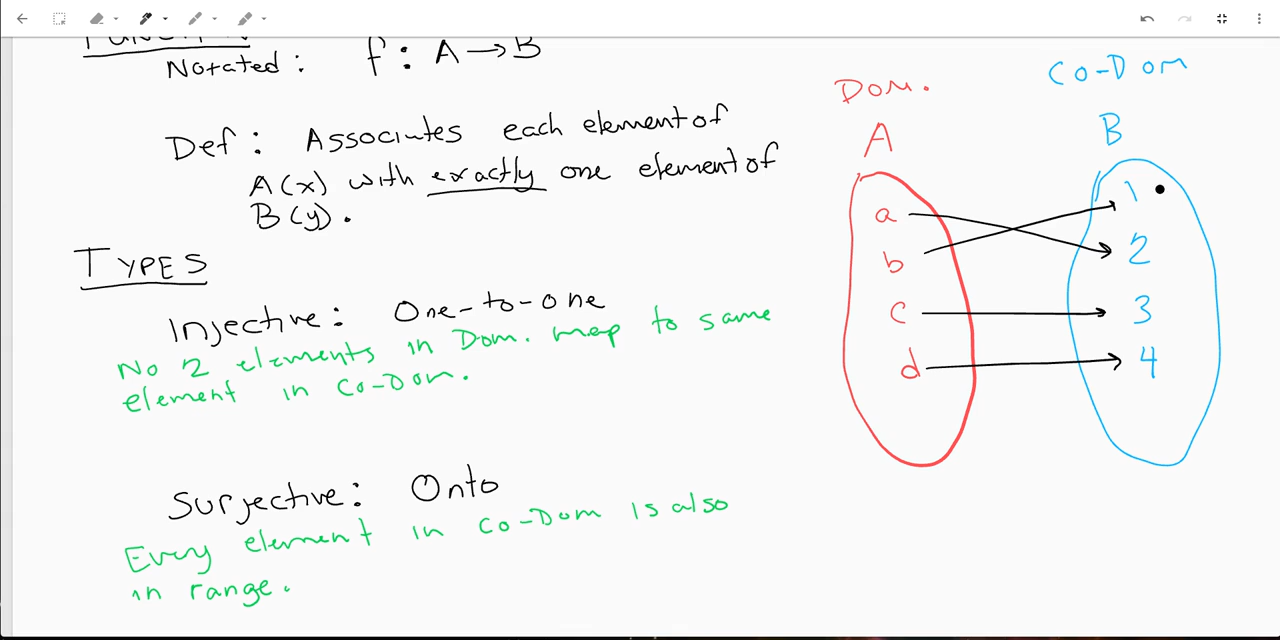 Notated: f: A→B
Def: Associates each element of
A(x) with exactly one element of
B(y).
TYPES
Injective: One-to-one
No 2 elements in Dom. map to same
element in Co-Dom.
Surjective: Onto
Every element in Co-Dom is also
in range.
Dom.
A
a
b
c
d
Co-Dom
B
1
2
3
4